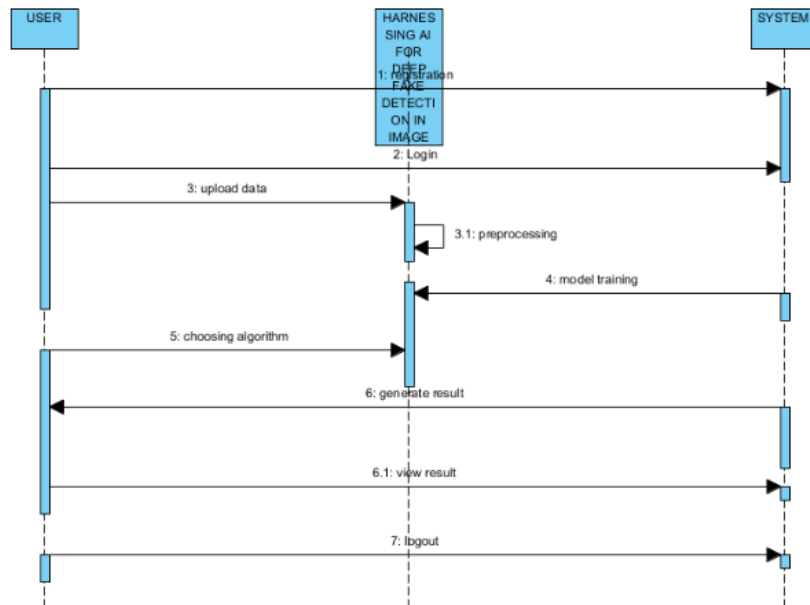 USER
HARNES
SING AI
FOR
DEEP
FAKE
DETECTI
ON IN
IMAGE
SYSTEM
1: registration
2: Login
3: upload data
3.1: preprocessing
4: model training
5: choosing algorithm
6: generate result
6.1: view result
7: logout